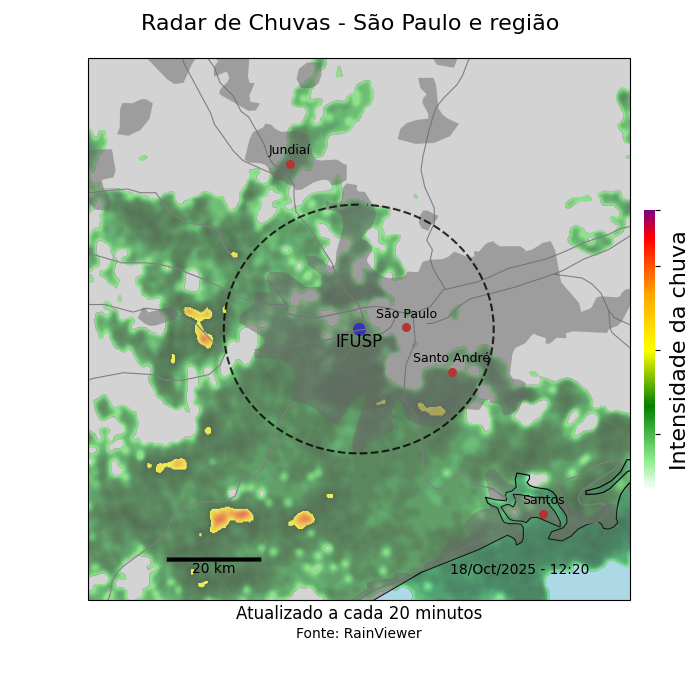 Radar de Chuvas - São Paulo e região
Jundiaí
São Paulo
IFUSP
Santo André
Santos
20 km
18/Oct/2025 - 12:20
Intensidade da chuva
Atualizado a cada 20 minutos
Fonte: RainViewer